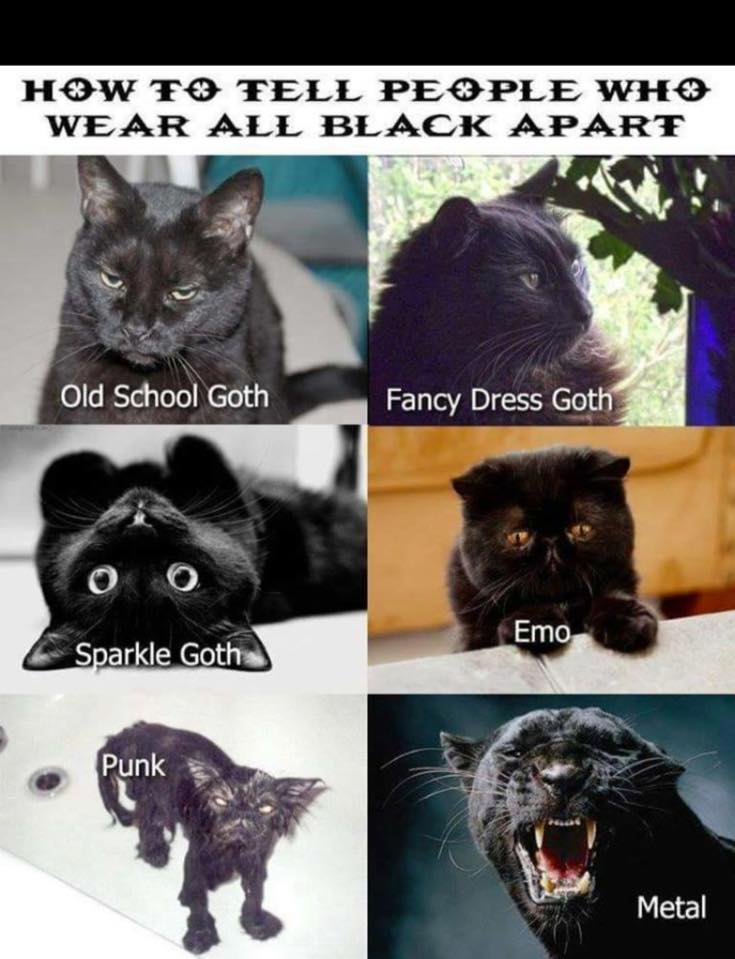 HOW TO TELL PEOPLE WHO
WEAR ALL BLACK APART
Old School Goth
Fancy Dress Goth
Sparkle Goth
Emo
Punk
Metal